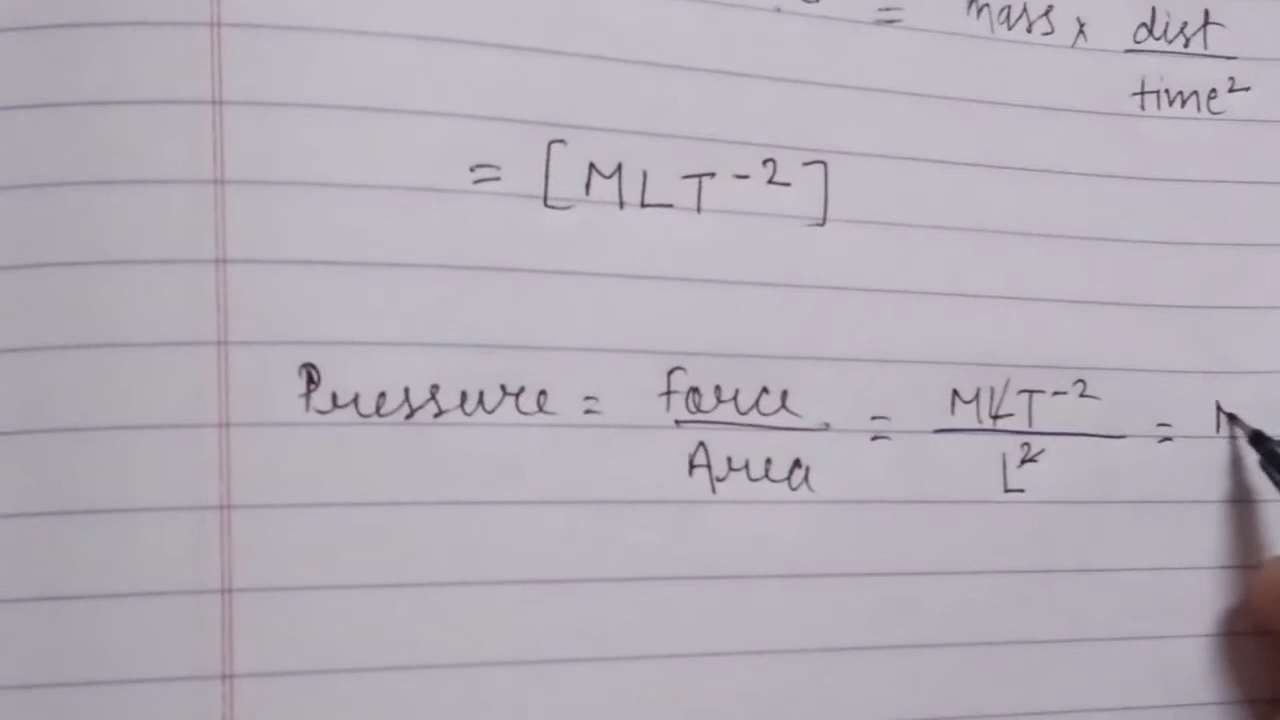 = mass x dist / time²
= [MLT⁻²]
Pressure = force / Area = MLT⁻² / L² = M